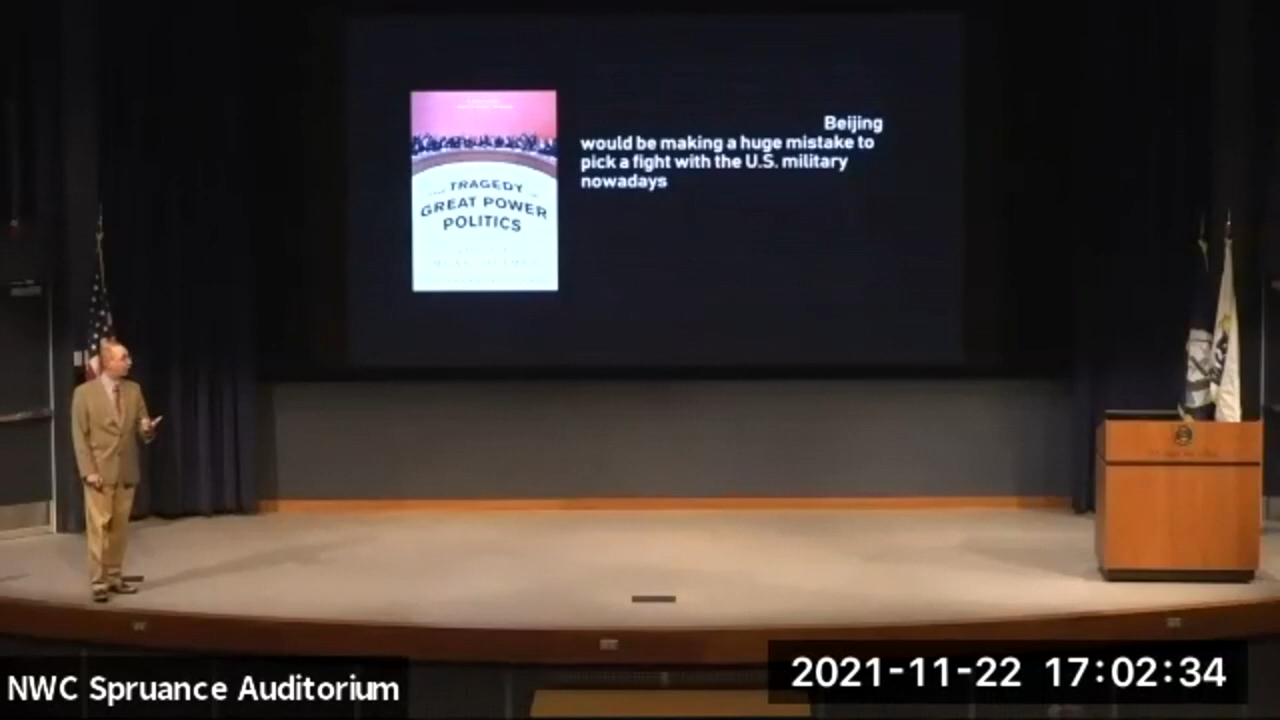 Beijing
would be making a huge mistake to
pick a fight with the U.S. military
nowadays
TRAGEDY
GREAT POWER
POLITICS
NWC Spruance Auditorium
2021-11-22 17:02:34